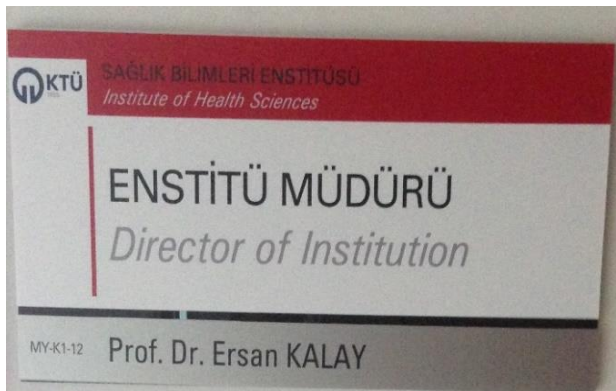 KTÜ
SAĞLIK BİLİMLERİ ENSTİTÜSÜ
Institute of Health Sciences
ENSTİTÜ MÜDÜRÜ
Director of Institution
MY-K1-12 Prof. Dr. Ersan KALAY